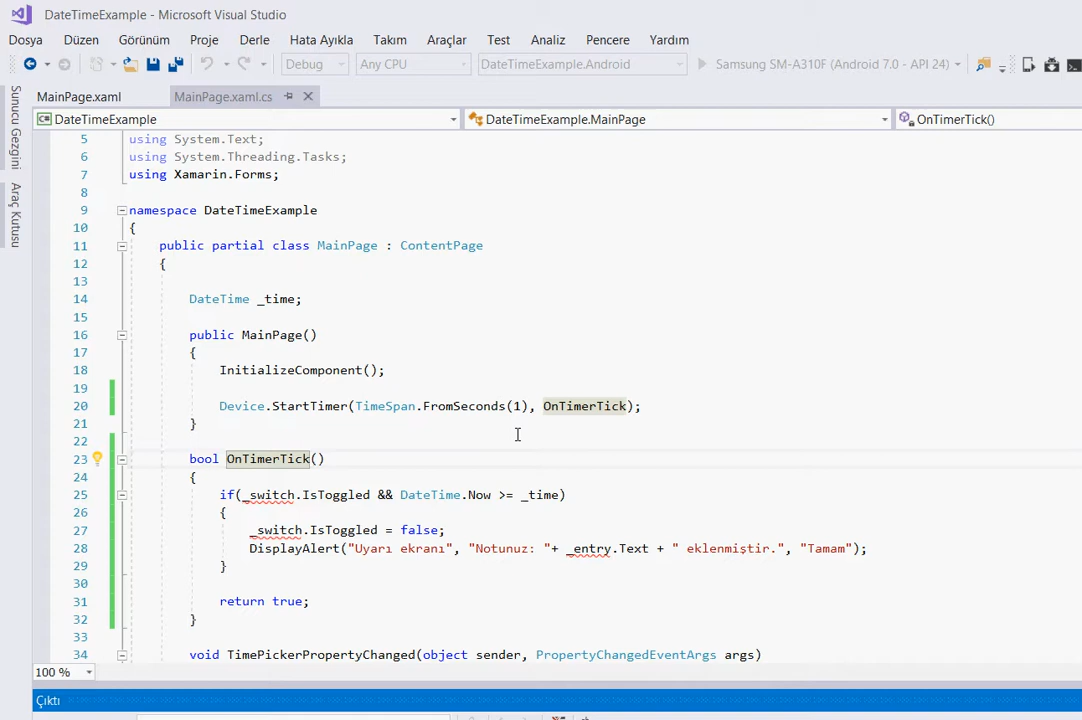 DateTimeExample - Microsoft Visual Studio
Dosya Düzen Görünüm Proje Derle Hata Ayıkla Takım Araçlar Test Analiz Pencere Yardım
Debug Any CPU DateTimeExample.Android Samsung SM-A310F (Android 7.0 - API 24)
Sunucu Gezgini
Araç Kutusu
MainPage.xaml MainPage.xaml.cs
DateTimeExample DateTimeExample.MainPage OnTimerTick()
5 using System.Text;
6 using System.Threading.Tasks;
7 using Xamarin.Forms;
8
9 namespace DateTimeExample
10 {
11 public partial class MainPage : ContentPage
12 {
13
14 DateTime _time;
15
16 public MainPage()
17 {
18 InitializeComponent();
19
20 Device.StartTimer(TimeSpan.FromSeconds(1), OnTimerTick);
21 }
22
23 bool OnTimerTick()
24 {
25 if(_switch.IsToggled && DateTime.Now >= _time)
26 {
27 _switch.IsToggled = false;
28 DisplayAlert("Uyarı ekranı", "Notunuz: "+ _entry.Text + " eklenmiştir.", "Tamam");
29 }
30
31 return true;
32 }
33
34 void TimePickerPropertyChanged(object sender, PropertyChangedEventArgs args)
100 %
Çıktı